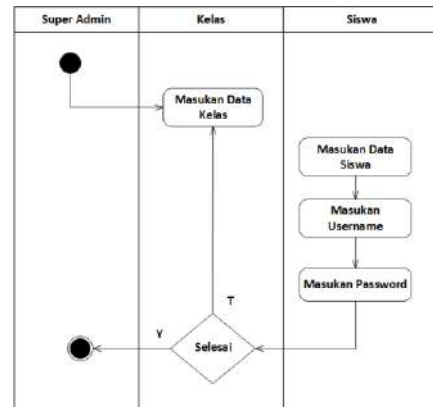 Super Admin
Kelas
Siswa
Masukan Data
Kelas
Masukan Data
Siswa
Masukan
Username
Masukan Password
T
Y
Selesai